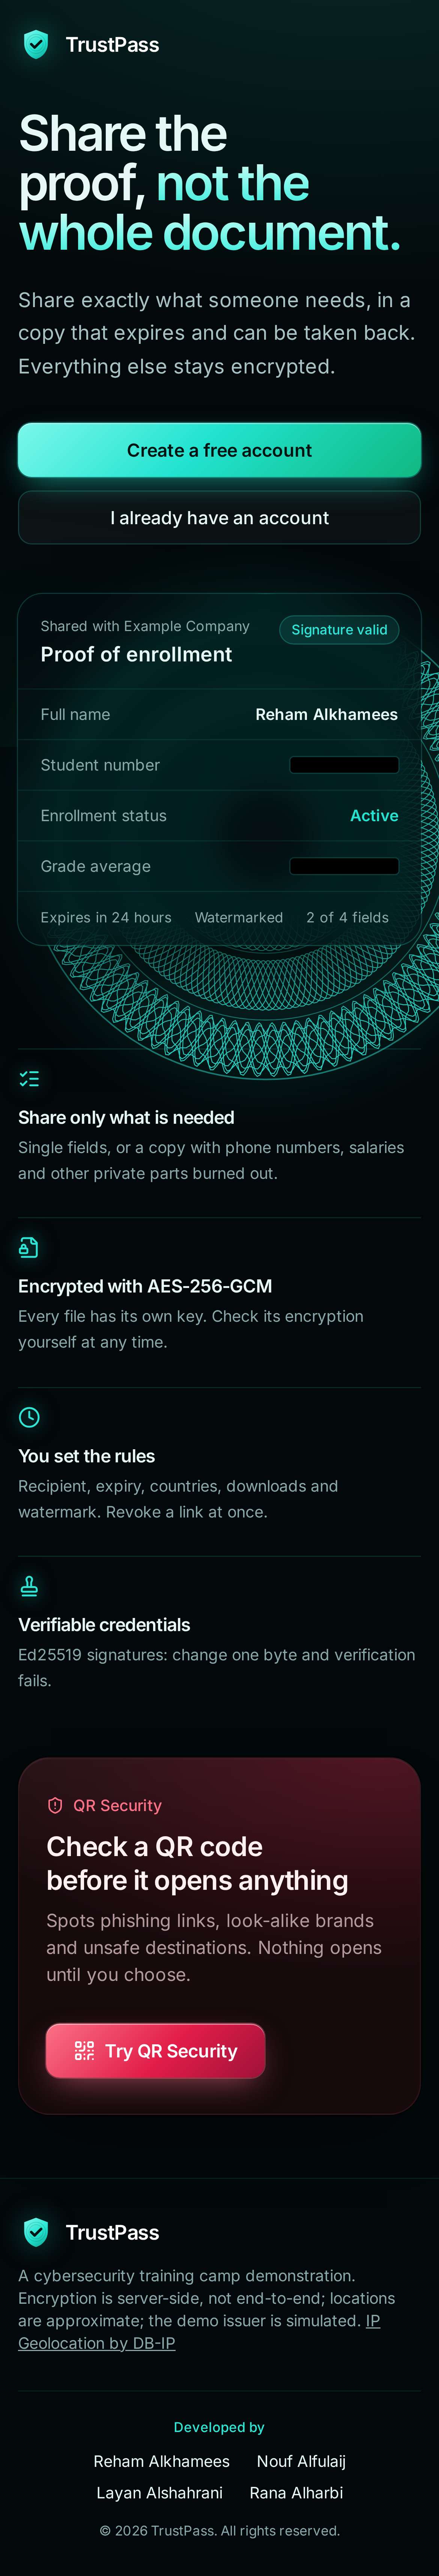 TrustPass
Share the
proof, not the
whole document.
Share exactly what someone needs, in a
copy that expires and can be taken back.
Everything else stays encrypted.
Create a free account
I already have an account
Shared with Example Company
Signature valid
Proof of enrollment
Full name Reham Alkhamees
Student number
Enrollment status Active
Grade average
Expires in 24 hours Watermarked 2 of 4 fields
Share only what is needed
Single fields, or a copy with phone numbers, salaries
and other private parts burned out.
Encrypted with AES-256-GCM
Every file has its own key. Check its encryption
yourself at any time.
You set the rules
Recipient, expiry, countries, downloads and
watermark. Revoke a link at once.
Verifiable credentials
Ed25519 signatures: change one byte and verification
fails.
QR Security
Check a QR code
before it opens anything
Spots phishing links, look-alike brands
and unsafe destinations. Nothing opens
until you choose.
Try QR Security
TrustPass
A cybersecurity training camp demonstration.
Encryption is server-side, not end-to-end; locations
are approximate; the demo issuer is simulated. IP
Geolocation by DB-IP
Developed by
Reham Alkhamees Nouf Alfulaij
Layan Alshahrani Rana Alharbi
© 2026 TrustPass. All rights reserved.